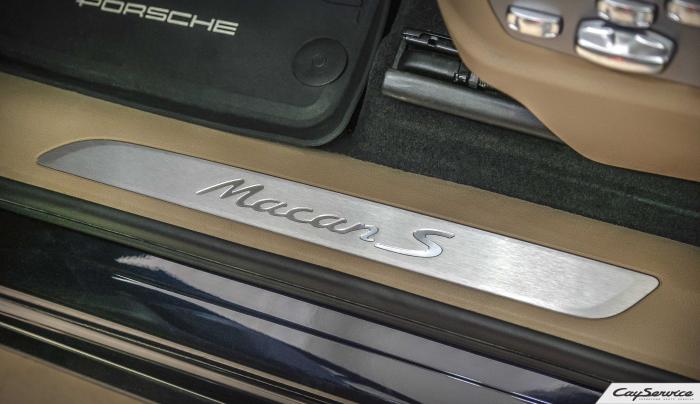 PORSCHE
Macan S
CayService